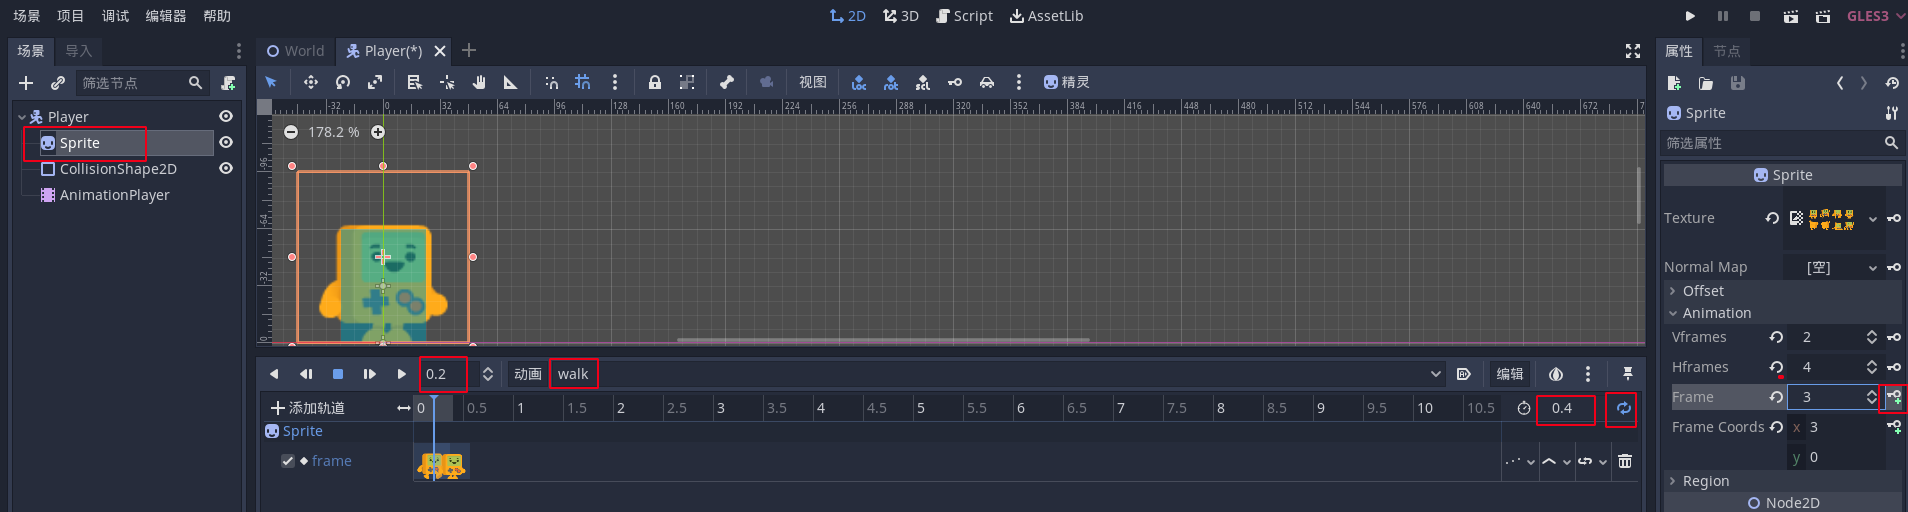 场景 项目 调试 编辑器 帮助 2D 3D Script AssetLib GLES3
场景 导入 World Player(*) 属性 节点
筛选节点 视图 精灵
-32 0 32 64 96 128 160 192 224 256 288 320 352 384 416 448 480 512 544 576 608 640 672 7
Player
Sprite
CollisionShape2D
AnimationPlayer
178.2 %
-96
-64
-32
0
Sprite
筛选属性
Sprite
Texture
Normal Map [空]
Offset
Animation
Vframes 2
Hframes 4
Frame 3
Frame Coords x 3
y 0
Region
Node2D
0.2 动画 walk 编辑
添加轨道 0 0.5 1 1.5 2 2.5 3 3.5 4 4.5 5 5.5 6 6.5 7 7.5 8 8.5 9 9.5 10 10.5 0.4
Sprite
frame